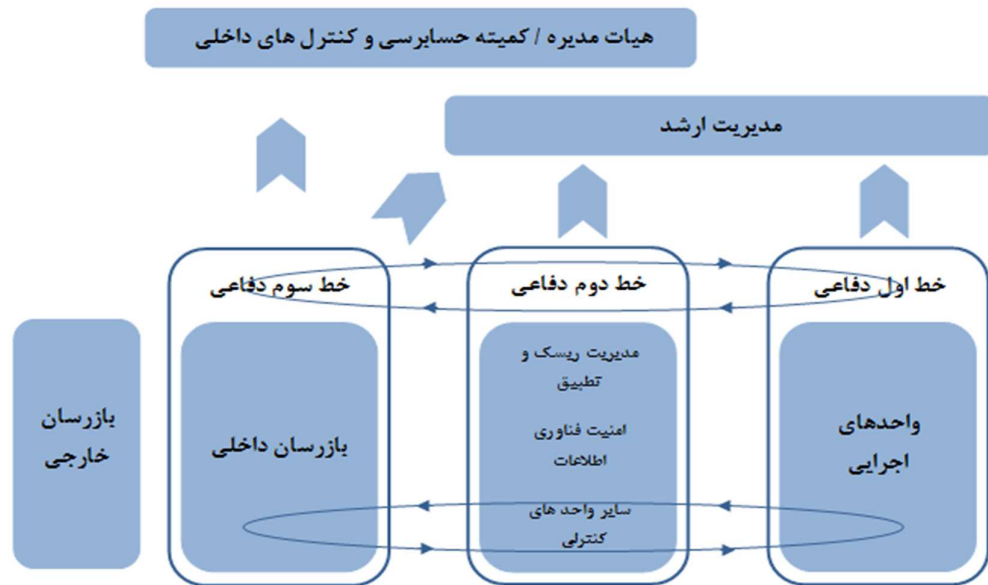 هیات مدیره / کمیته حسابرسی و کنترل های داخلی
مدیریت ارشد
خط اول دفاعی
خط دوم دفاعی
خط سوم دفاعی
واحدهای
اجرایی
مدیریت ریسک و
تطبیق
امنیت فناوری
اطلاعات
سایر واحد های
کنترلی
بازرسان داخلی
بازرسان
خارجی